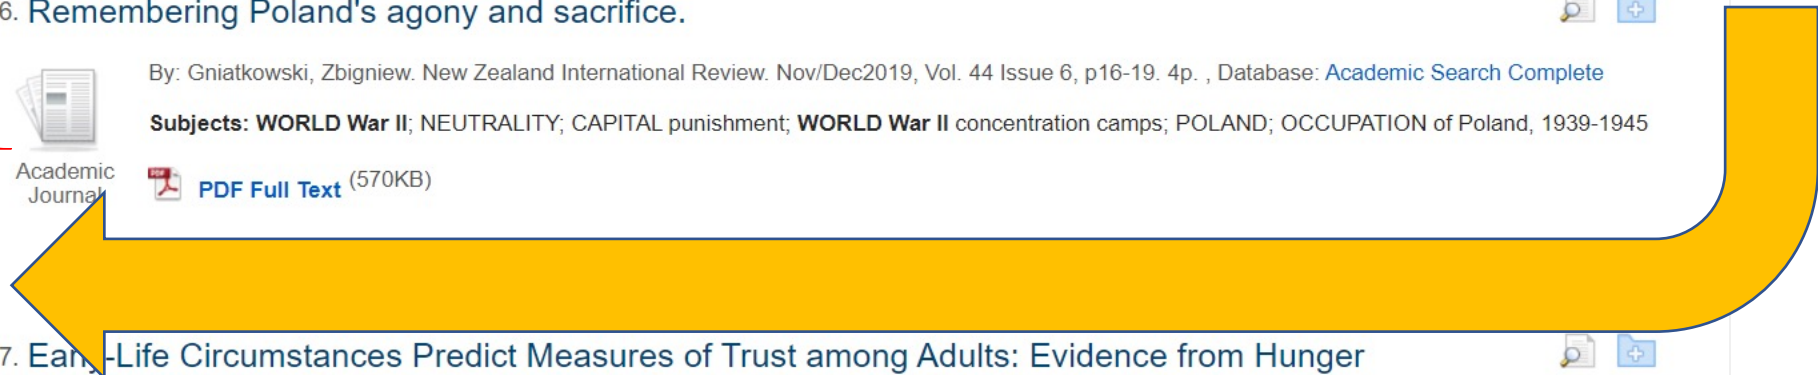 6. Remembering Poland's agony and sacrifice.
By: Gniatkowski, Zbigniew. New Zealand International Review. Nov/Dec2019, Vol. 44 Issue 6, p16-19. 4p. , Database: Academic Search Complete
Subjects: WORLD War II; NEUTRALITY; CAPITAL punishment; WORLD War II concentration camps; POLAND; OCCUPATION of Poland, 1939-1945
Academic
Journal
PDF Full Text (570KB)
7. Early-Life Circumstances Predict Measures of Trust among Adults: Evidence from Hunger